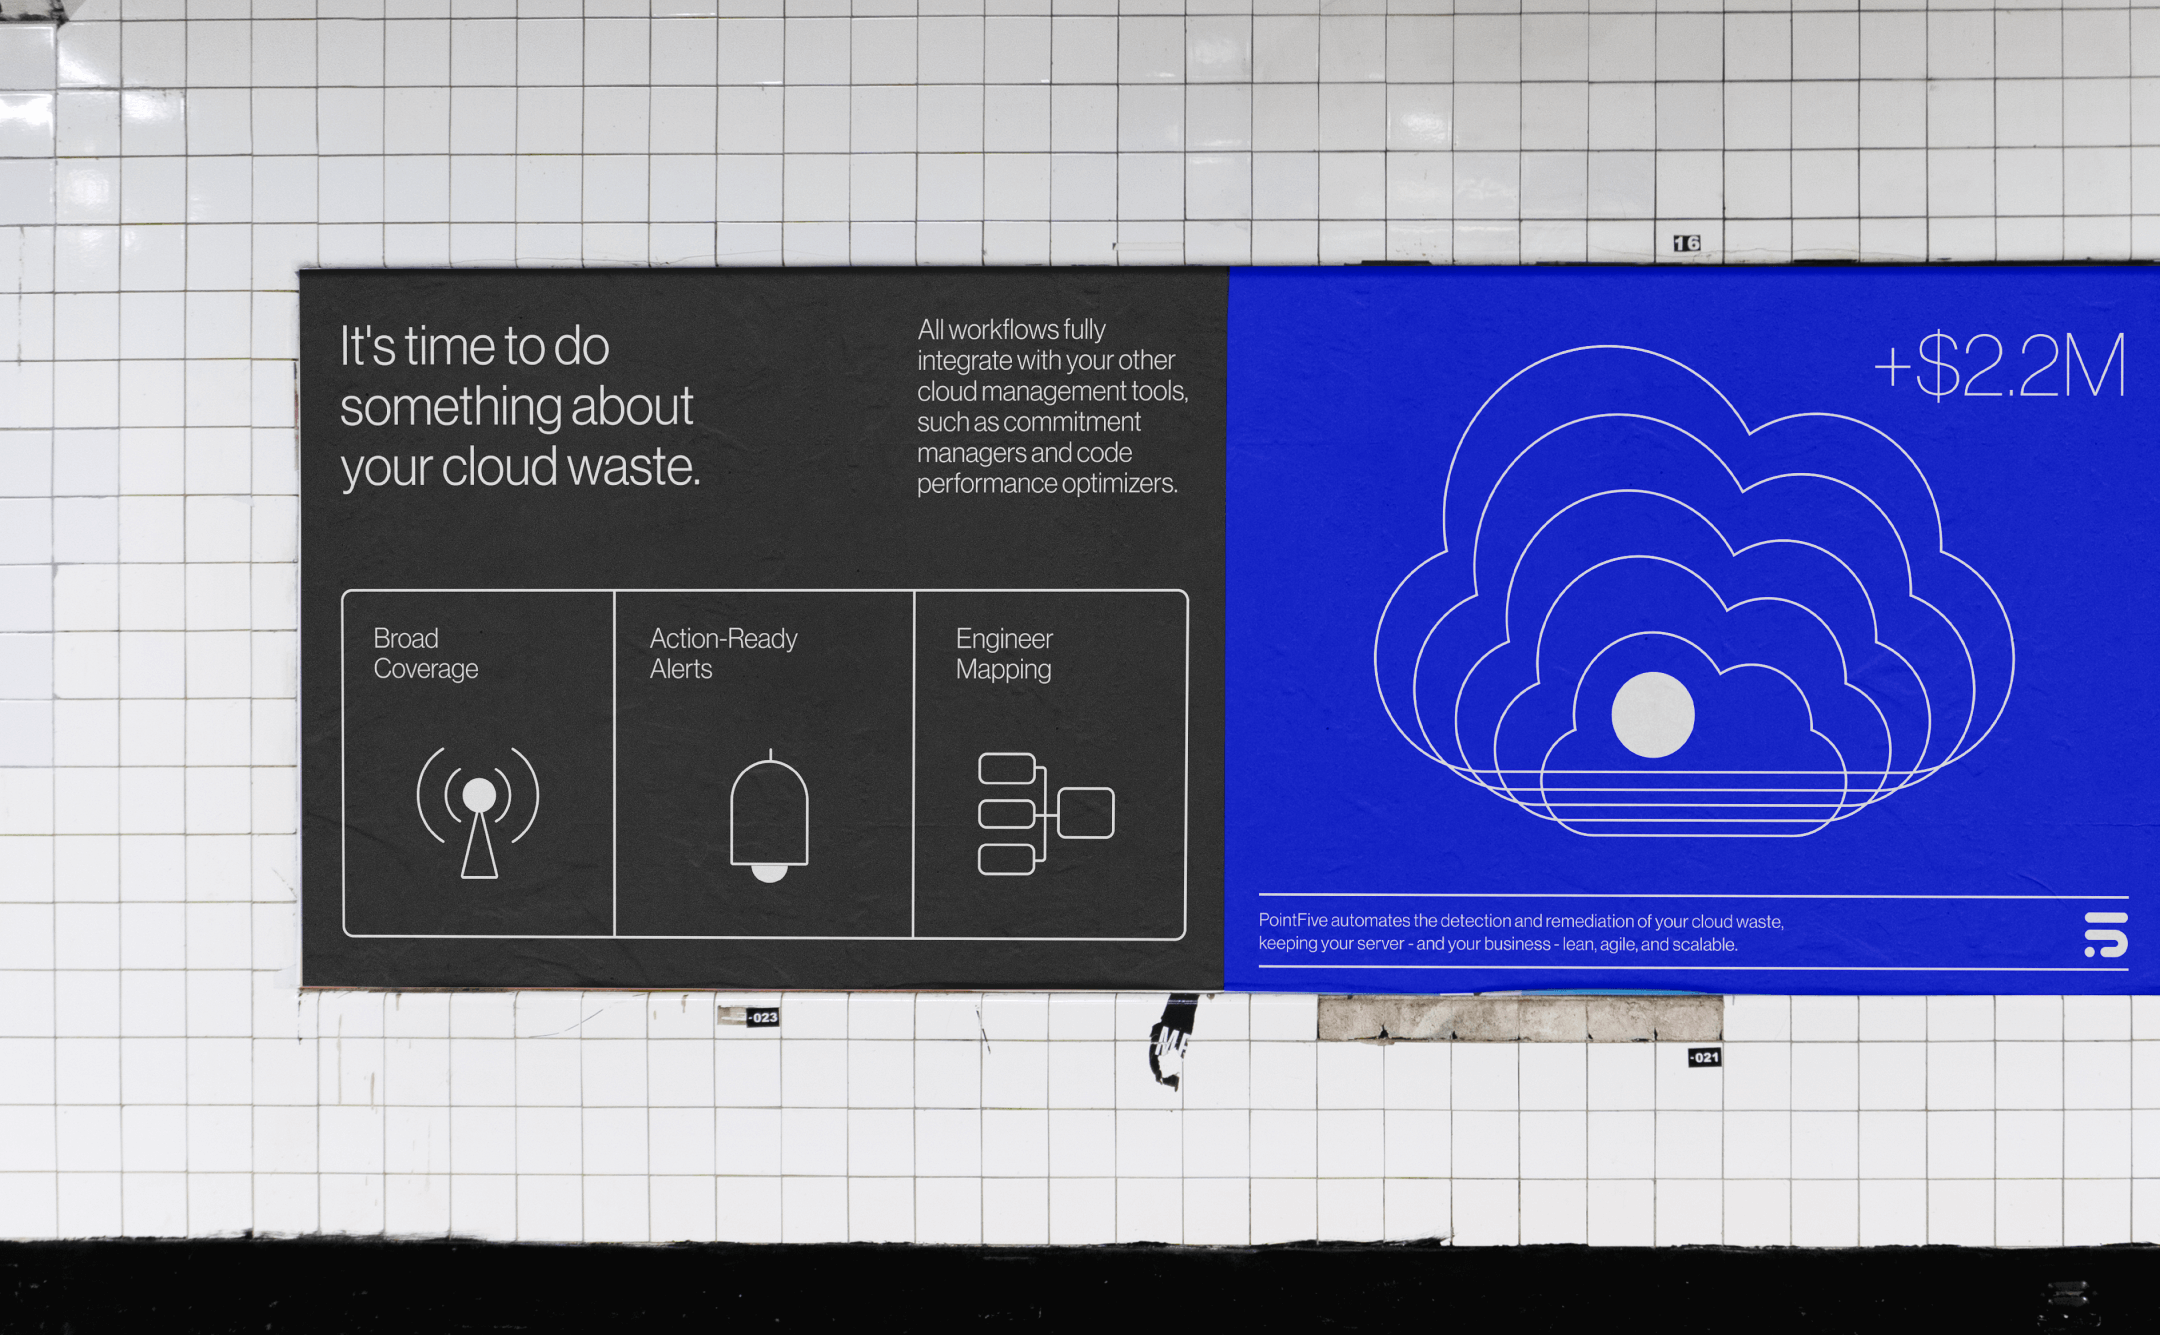 16
It's time to do
something about
your cloud waste.
All workflows fully
integrate with your other
cloud management tools,
such as commitment
managers and code
performance optimizers.
Broad
Coverage
Action-Ready
Alerts
Engineer
Mapping
+$2.2M
PointFive automates the detection and remediation of your cloud waste,
keeping your server - and your business - lean, agile, and scalable.
-023
-021